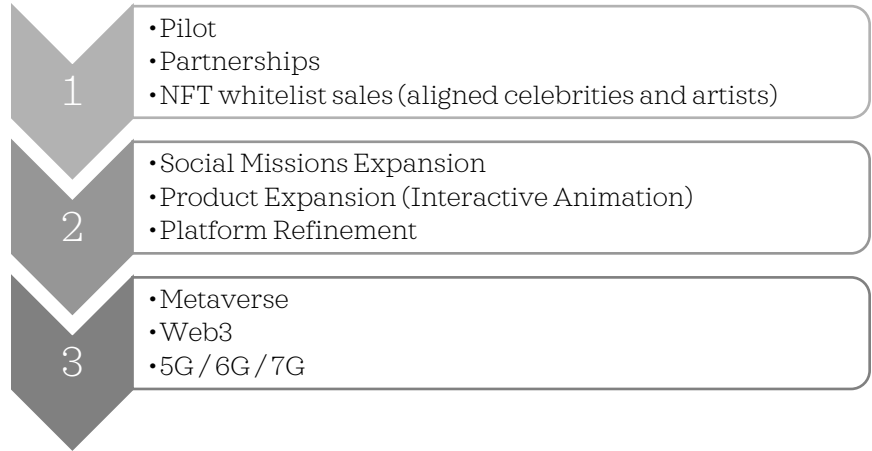 1
•Pilot
•Partnerships
•NFT whitelist sales (aligned celebrities and artists)
2
•Social Missions Expansion
•Product Expansion (Interactive Animation)
•Platform Refinement
3
•Metaverse
•Web3
•5G / 6G / 7G